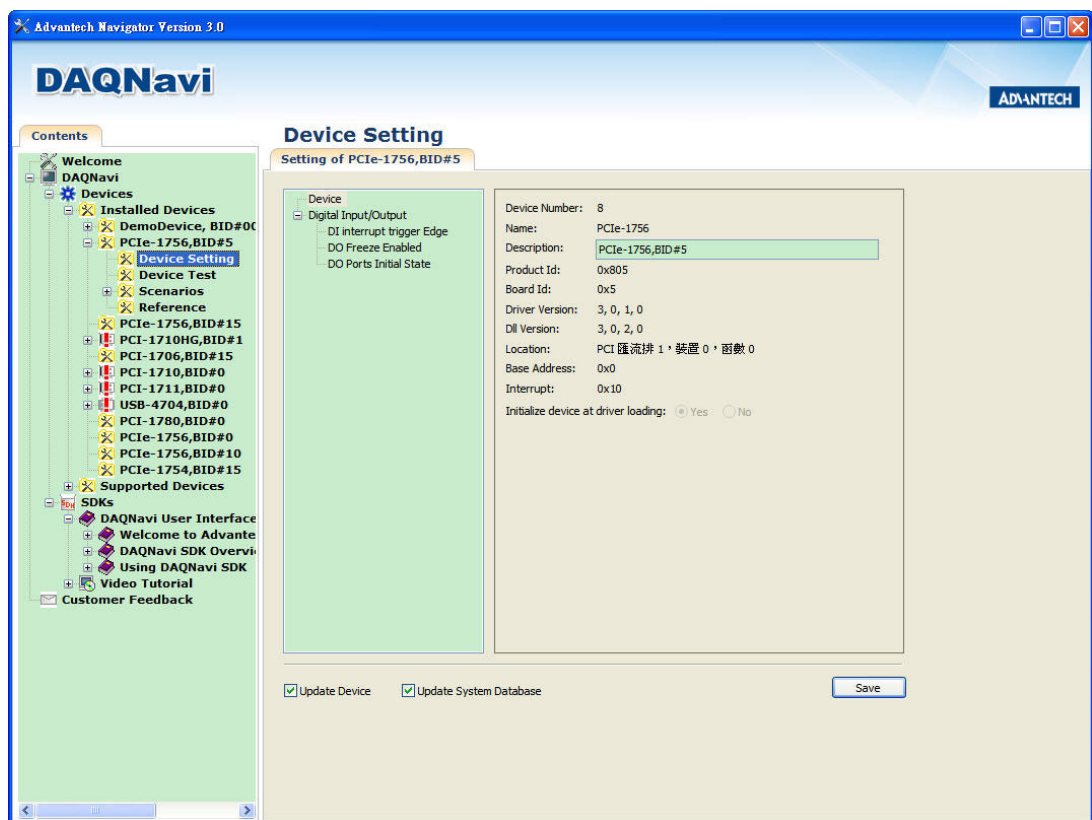 Advantech Navigator Version 3.0
DAQNavi
ADVANTECH
Contents
Welcome
DAQNavi
Devices
Installed Devices
DemoDevice, BID#0(
PCIe-1756,BID#5
Device Setting
Device Test
Scenarios
Reference
PCIe-1756,BID#15
PCI-1710HG,BID#1
PCI-1706,BID#15
PCI-1710,BID#0
PCI-1711,BID#0
USB-4704,BID#0
PCI-1780,BID#0
PCIe-1756,BID#0
PCIe-1756,BID#10
PCIe-1754,BID#15
Supported Devices
SDKs
DAQNavi User Interface
Welcome to Advante
DAQNavi SDK Overvi
Using DAQNavi SDK
Video Tutorial
Customer Feedback
Device Setting
Setting of PCIe-1756,BID#5
Device
Digital Input/Output
DI interrupt trigger Edge
DO Freeze Enabled
DO Ports Initial State
Device Number: 8
Name: PCIe-1756
Description: PCIe-1756,BID#5
Product Id: 0x805
Board Id: 0x5
Driver Version: 3, 0, 1, 0
Dll Version: 3, 0, 2, 0
Location: PCI 匯流排 1，裝置 0，函數 0
Base Address: 0x0
Interrupt: 0x10
Initialize device at driver loading: Yes No
Update Device Update System Database Save